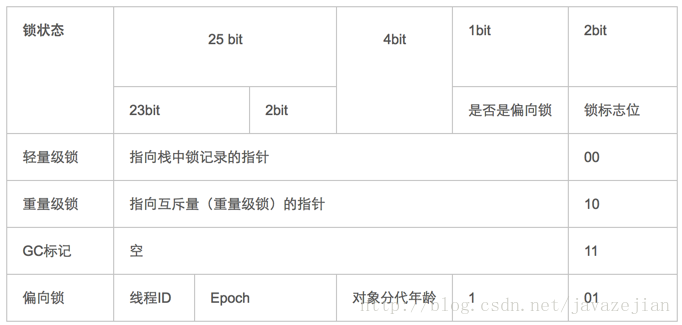 锁状态 25 bit 4bit 1bit 2bit
23bit 2bit 是否是偏向锁 锁标志位
轻量级锁 指向栈中锁记录的指针 00
重量级锁 指向互斥量（重量级锁）的指针 10
GC标记 空 11
偏向锁 线程ID Epoch 对象分代年龄 1 01
http://blog.csdn.net/javazejian